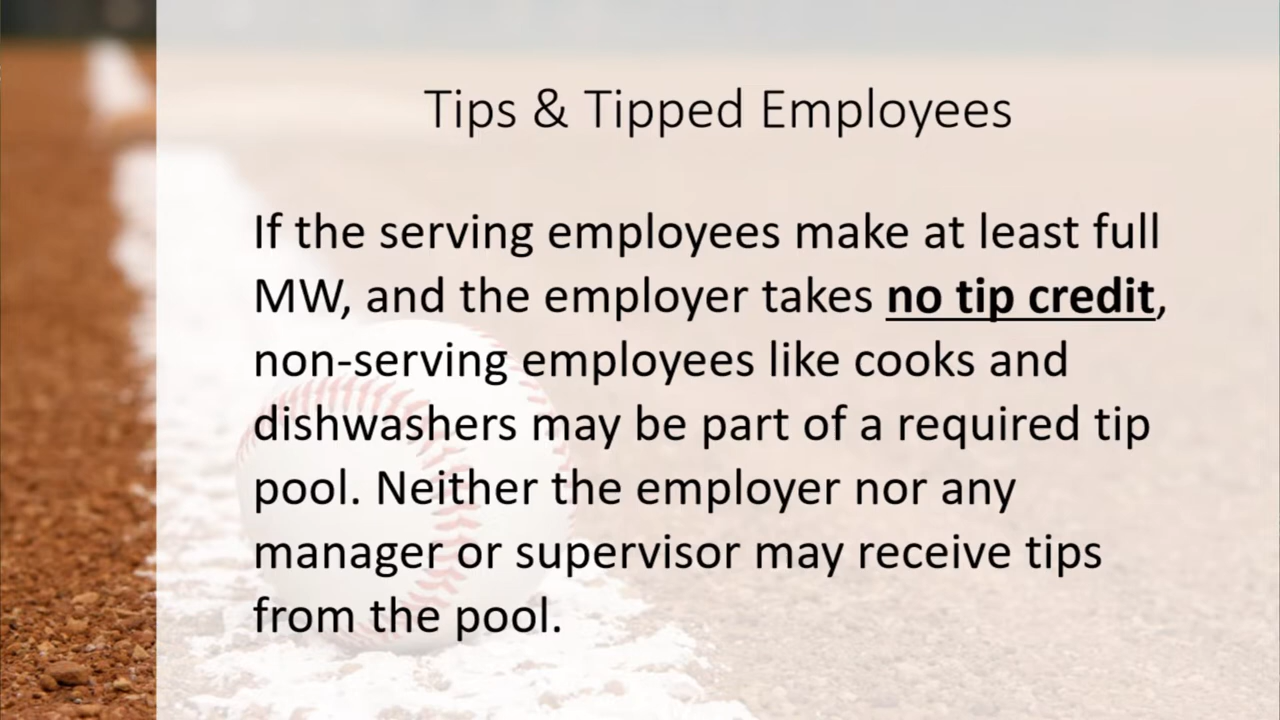 Tips & Tipped Employees
If the serving employees make at least full
MW, and the employer takes no tip credit,
non-serving employees like cooks and
dishwashers may be part of a required tip
pool. Neither the employer nor any
manager or supervisor may receive tips
from the pool.